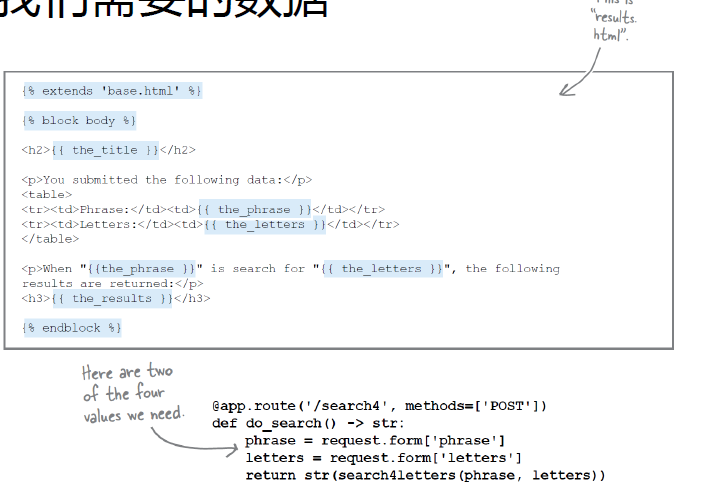 我们需要的数据
This is
"results.
html".
{% extends 'base.html' %}
{% block body %}
<h2>{{ the_title }}</h2>
<p>You submitted the following data:</p>
<table>
<tr><td>Phrase:</td><td>{{ the_phrase }}</td></tr>
<tr><td>Letters:</td><td>{{ the_letters }}</td></tr>
</table>
<p>When "{{the_phrase }}" is search for "{{ the_letters }}", the following
results are returned:</p>
<h3>{{ the_results }}</h3>
{% endblock %}
Here are two
of the four
values we need.
@app.route('/search4', methods=['POST'])
def do_search() -> str:
    phrase = request.form['phrase']
    letters = request.form['letters']
    return str(search4letters(phrase, letters))